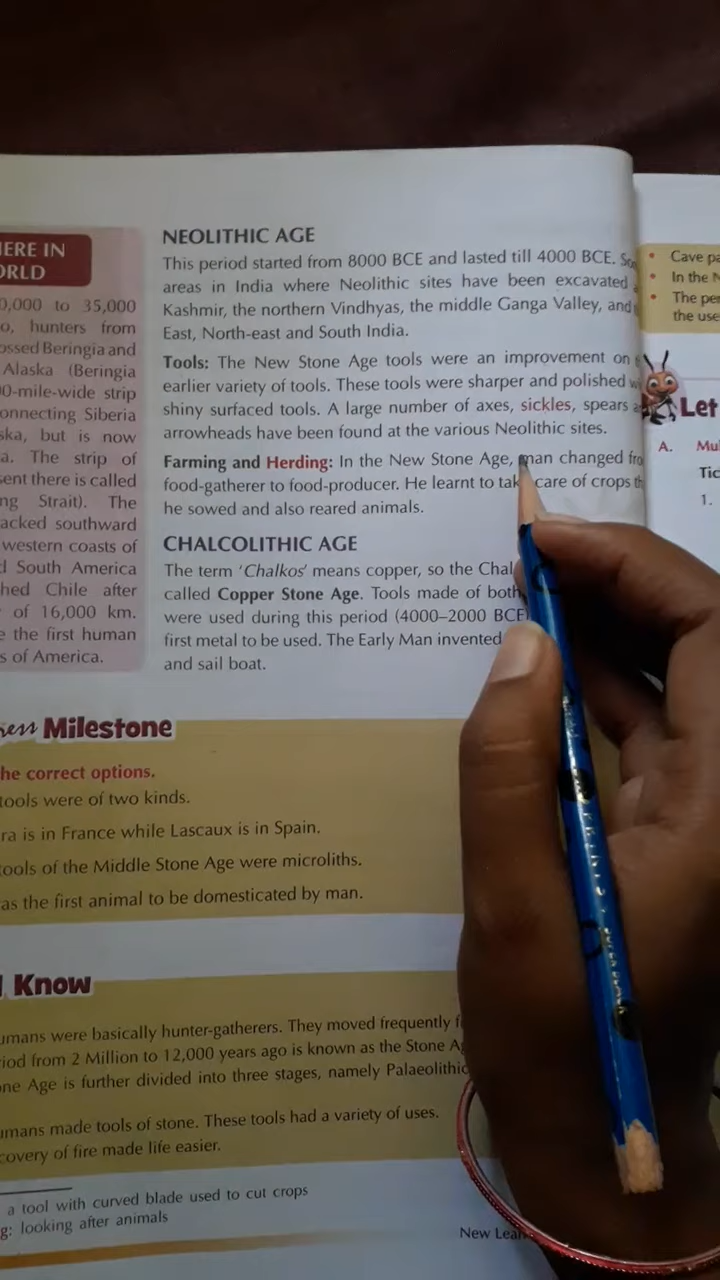 HERE IN
ORLD
0,000 to 35,000
o, hunters from
ossed Beringia and
Alaska (Beringia
00-mile-wide strip
onnecting Siberia
ska, but is now
a. The strip of
sent there is called
ng Strait). The
acked southward
western coasts of
d South America
hed Chile after
of 16,000 km.
e the first human
s of America.
NEOLITHIC AGE
This period started from 8000 BCE and lasted till 4000 BCE. So
areas in India where Neolithic sites have been excavated
Kashmir, the northern Vindhyas, the middle Ganga Valley, and
East, North-east and South India.
Tools: The New Stone Age tools were an improvement on
earlier variety of tools. These tools were sharper and polished w
shiny surfaced tools. A large number of axes, sickles, spears a
arrowheads have been found at the various Neolithic sites.
Farming and Herding: In the New Stone Age, man changed fro
food-gatherer to food-producer. He learnt to take care of crops th
he sowed and also reared animals.
CHALCOLITHIC AGE
The term 'Chalkos' means copper, so the Chal
called Copper Stone Age. Tools made of both
were used during this period (4000–2000 BCE)
first metal to be used. The Early Man invented
and sail boat.
ress Milestone
he correct options.
tools were of two kinds.
ra is in France while Lascaux is in Spain.
ools of the Middle Stone Age were microliths.
as the first animal to be domesticated by man.
I Know
umans were basically hunter-gatherers. They moved frequently f
riod from 2 Million to 12,000 years ago is known as the Stone Ag
ne Age is further divided into three stages, namely Palaeolithic
umans made tools of stone. These tools had a variety of uses.
covery of fire made life easier.
a tool with curved blade used to cut crops
g: looking after animals
New Lear
• Cave pa
• In the N
• The per
the use
Let
A. Mul
Tic
1.